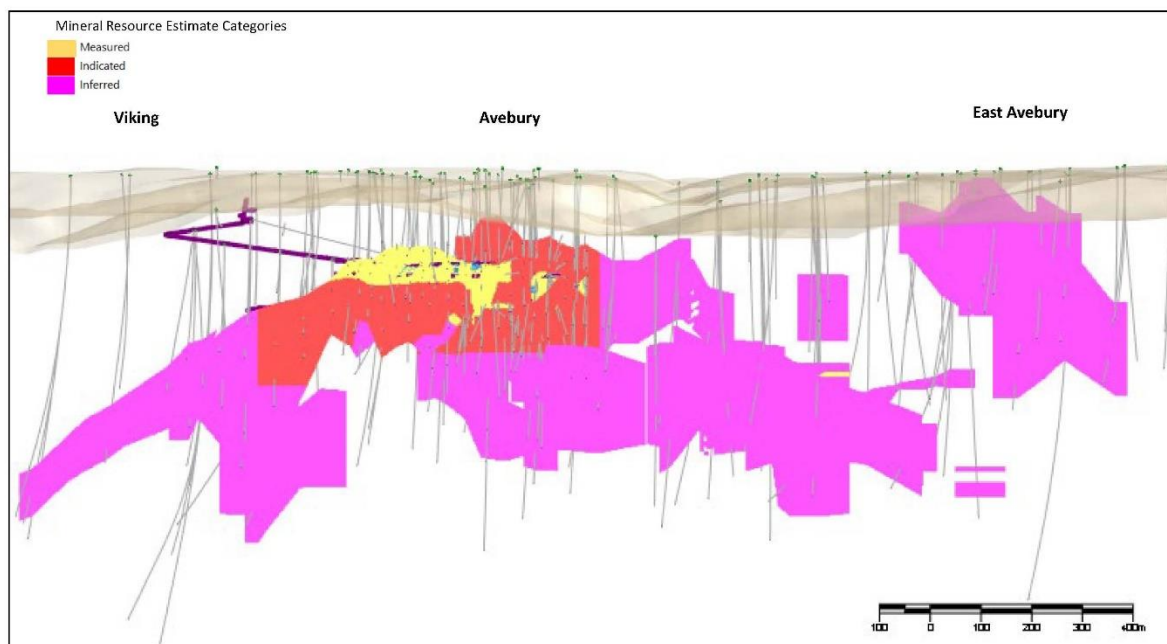 Mineral Resource Estimate Categories
Measured
Indicated
Inferred
Viking
Avebury
East Avebury
100 0 100 200 300 400m